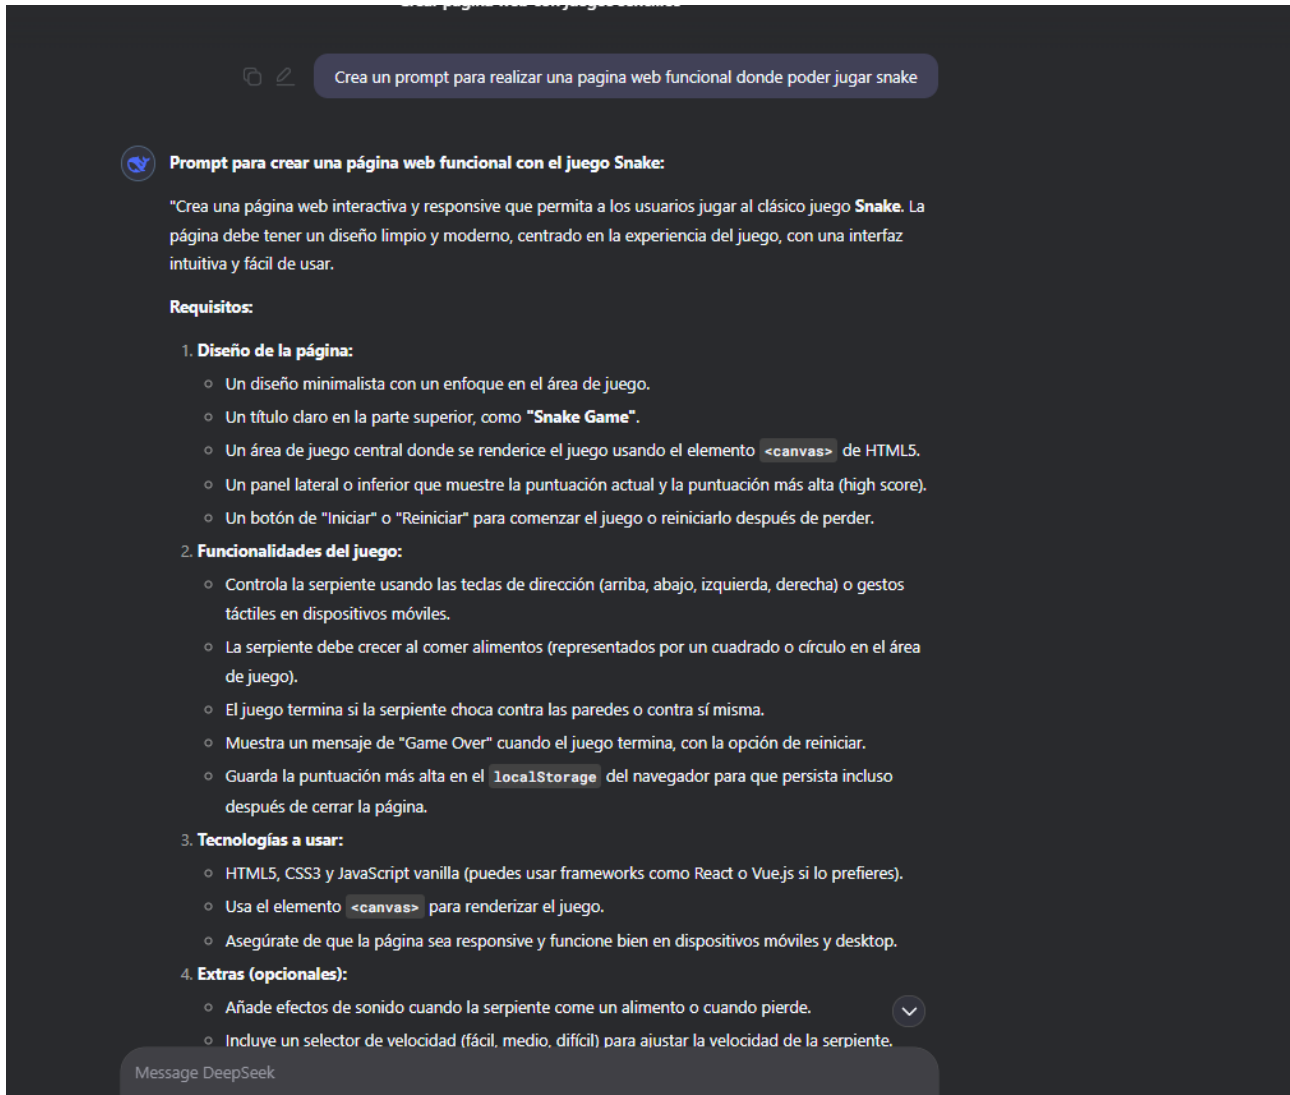 Crear página web con juegos sencillos
Crea un prompt para realizar una pagina web funcional donde poder jugar snake
Prompt para crear una página web funcional con el juego Snake:
"Crea una página web interactiva y responsive que permita a los usuarios jugar al clásico juego Snake. La
página debe tener un diseño limpio y moderno, centrado en la experiencia del juego, con una interfaz
intuitiva y fácil de usar.
Requisitos:
1. Diseño de la página:
Un diseño minimalista con un enfoque en el área de juego.
Un título claro en la parte superior, como "Snake Game".
Un área de juego central donde se renderice el juego usando el elemento <canvas> de HTML5.
Un panel lateral o inferior que muestre la puntuación actual y la puntuación más alta (high score).
Un botón de "Iniciar" o "Reiniciar" para comenzar el juego o reiniciarlo después de perder.
2. Funcionalidades del juego:
Controla la serpiente usando las teclas de dirección (arriba, abajo, izquierda, derecha) o gestos
táctiles en dispositivos móviles.
La serpiente debe crecer al comer alimentos (representados por un cuadrado o círculo en el área
de juego).
El juego termina si la serpiente choca contra las paredes o contra sí misma.
Muestra un mensaje de "Game Over" cuando el juego termina, con la opción de reiniciar.
Guarda la puntuación más alta en el localStorage del navegador para que persista incluso
después de cerrar la página.
3. Tecnologías a usar:
HTML5, CSS3 y JavaScript vanilla (puedes usar frameworks como React o Vue.js si lo prefieres).
Usa el elemento <canvas> para renderizar el juego.
Asegúrate de que la página sea responsive y funcione bien en dispositivos móviles y desktop.
4. Extras (opcionales):
Añade efectos de sonido cuando la serpiente come un alimento o cuando pierde.
Incluye un selector de velocidad (fácil, medio, difícil) para ajustar la velocidad de la serpiente.
Message DeepSeek